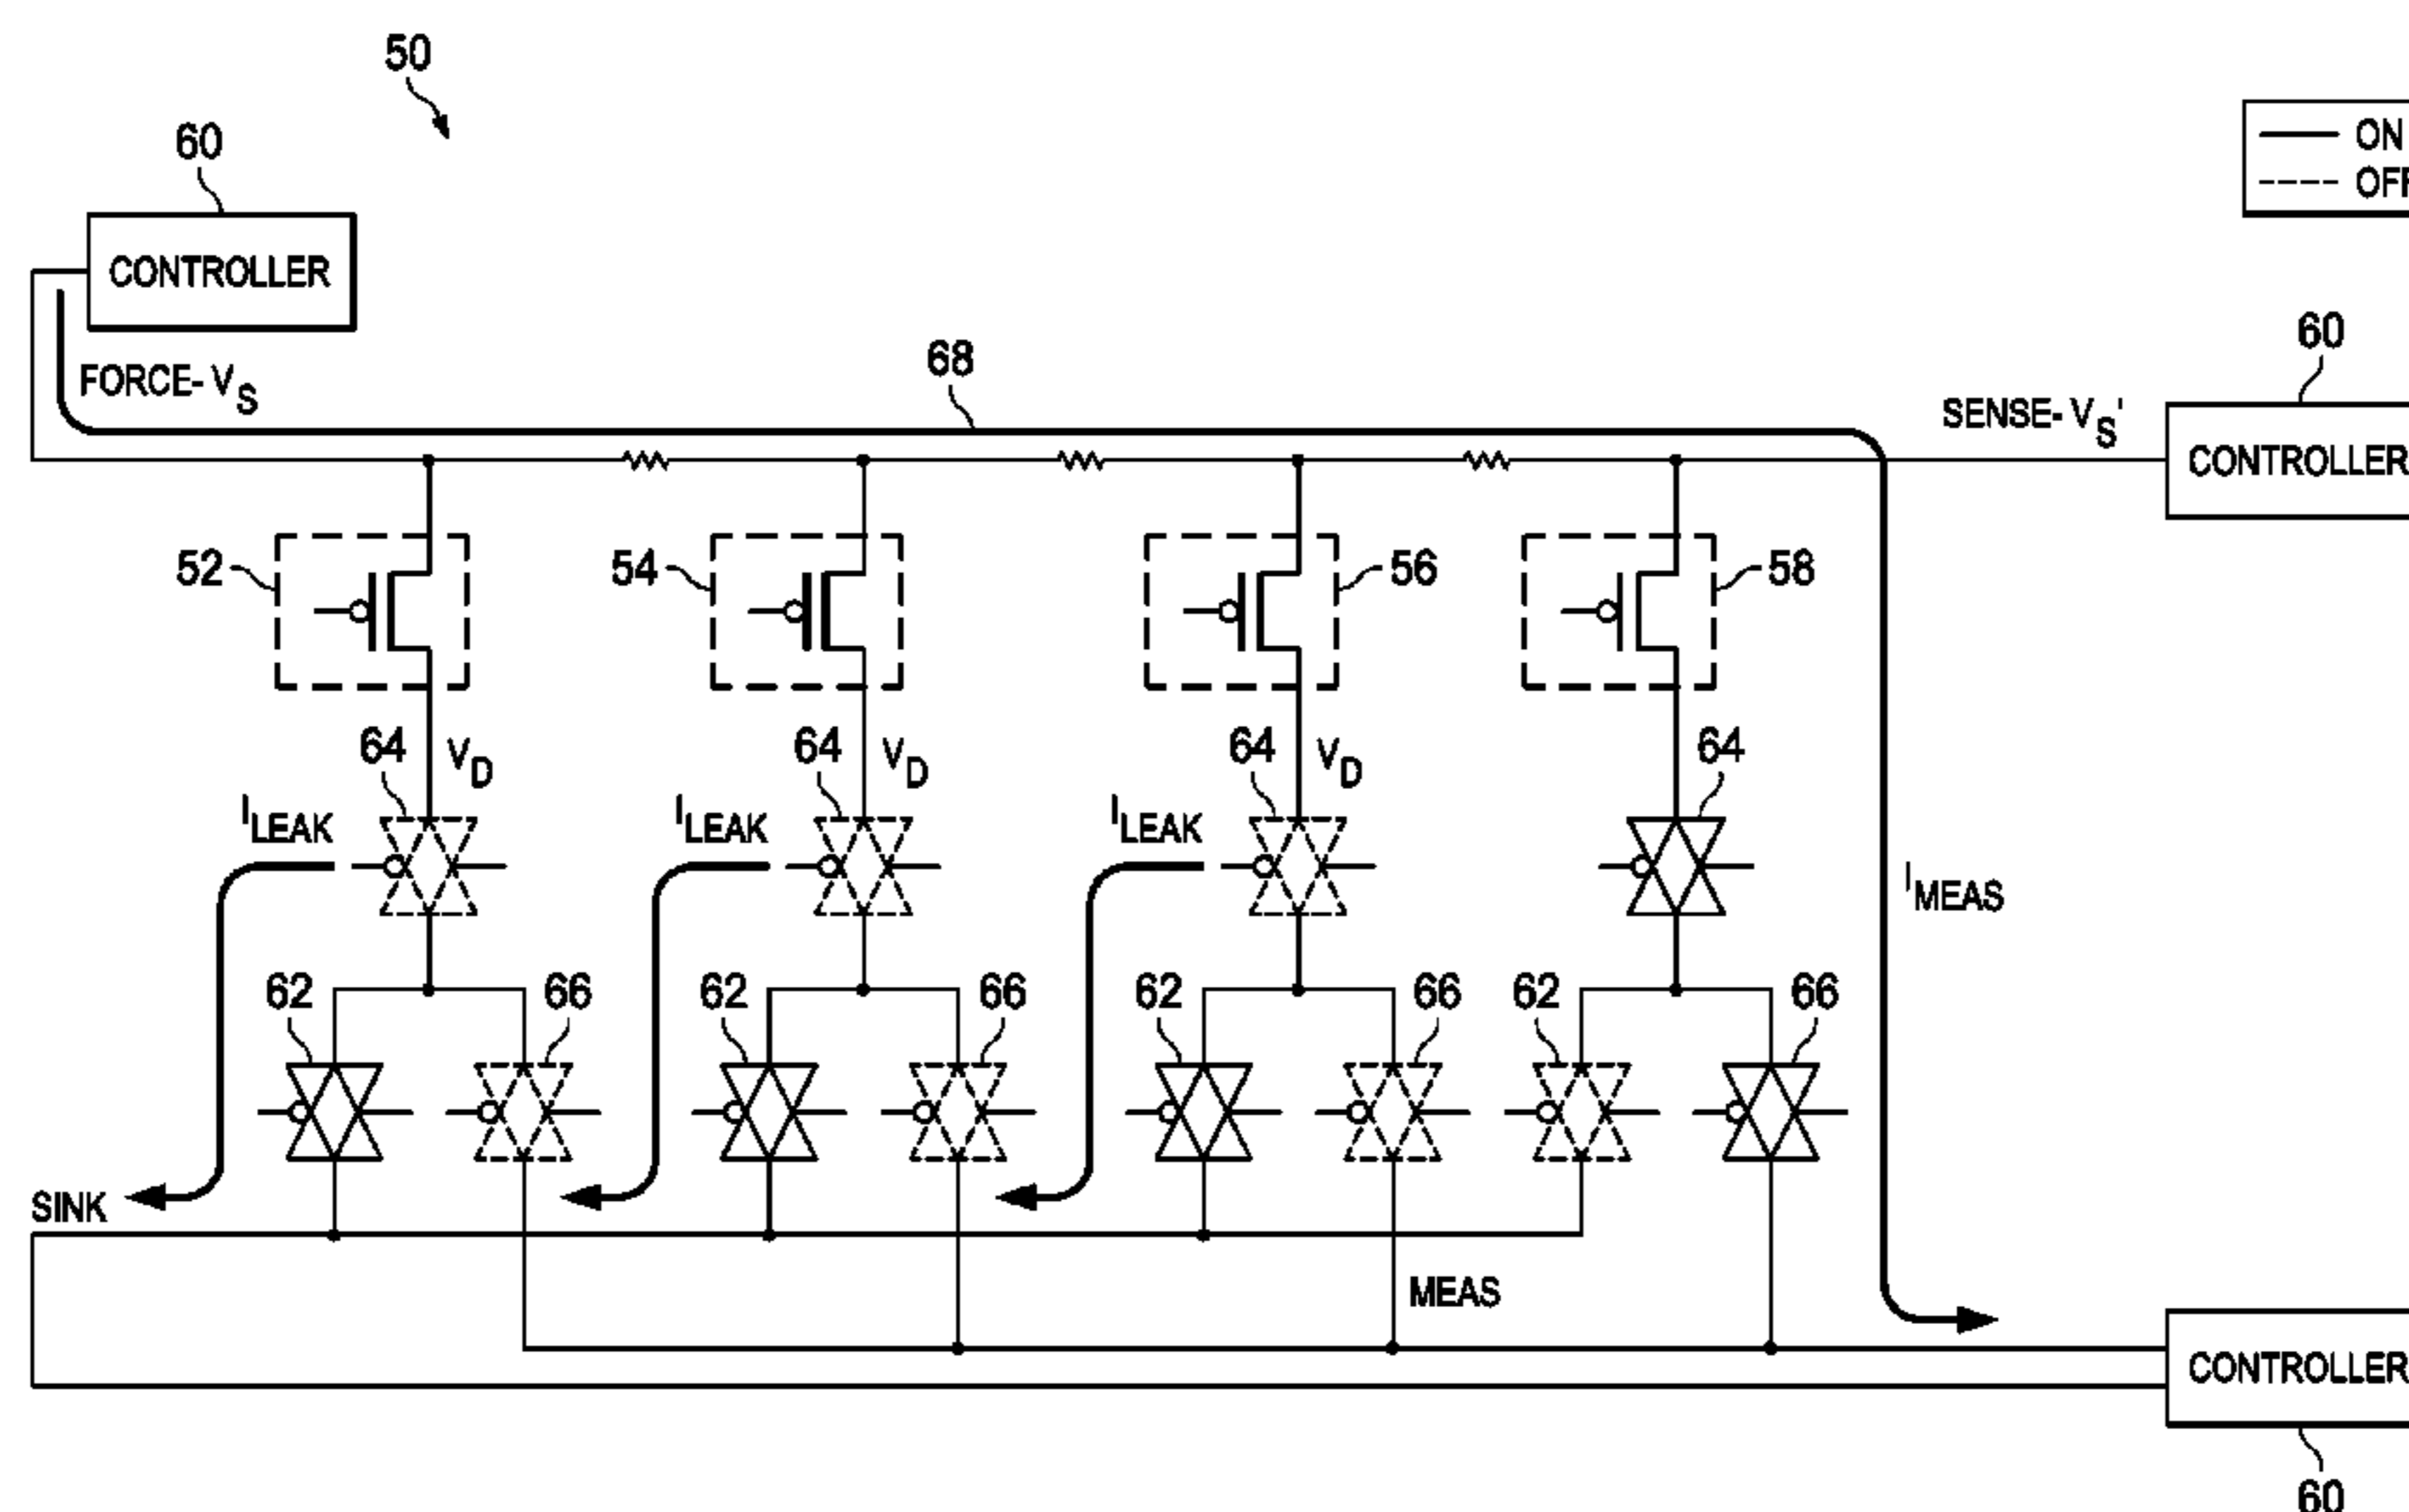 50
60
ON
OFF
CONTROLLER
60
FORCE- VS
68
SENSE- VS'
CONTROLLER
52
54
56
58
64
VD
64
VD
64
VD
64
ILEAK
ILEAK
ILEAK
IMEAS
62
66
62
66
62
66
62
66
SINK
MEAS
CONTROLLER
60